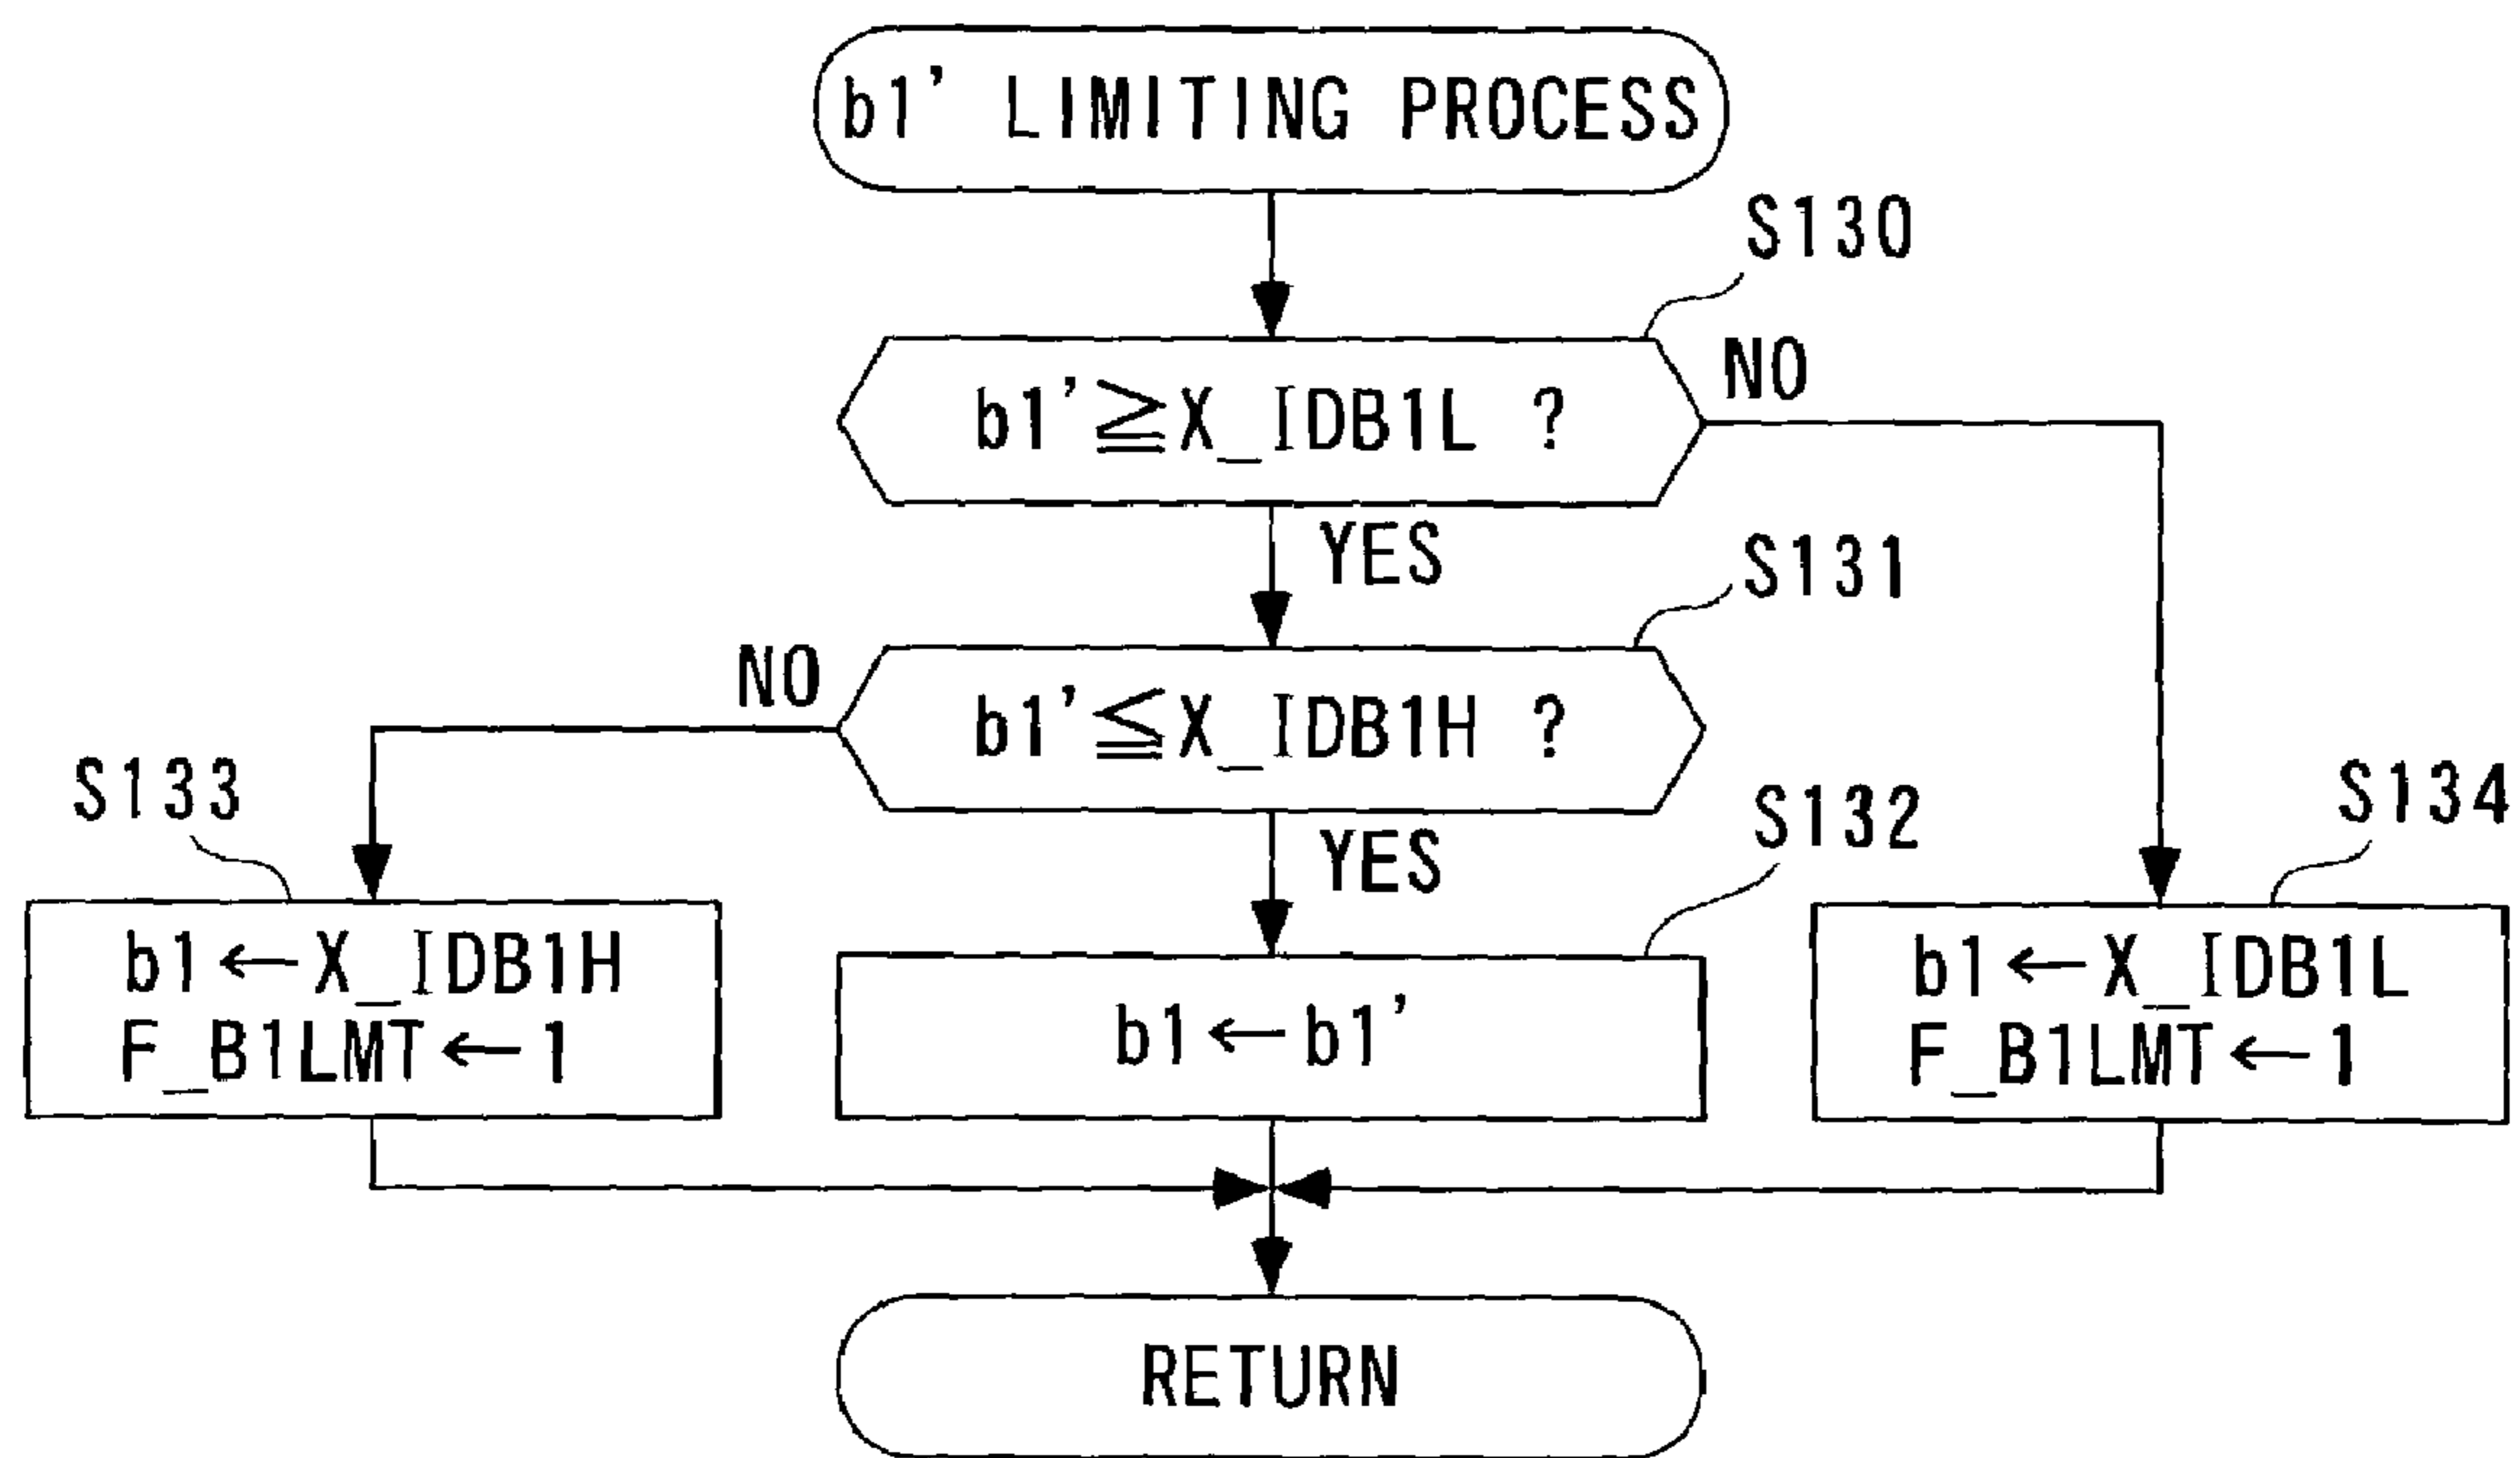 b1' LIMITING PROCESS
S130
b1'≧X_IDB1L ?
NO
YES
S131
b1'≦X_IDB1H ?
NO
YES
S133
S132
S134
b1←X_IDB1H
F_B1LMT←1
b1←b1'
b1←X_IDB1L
F_B1LMT←1
RETURN